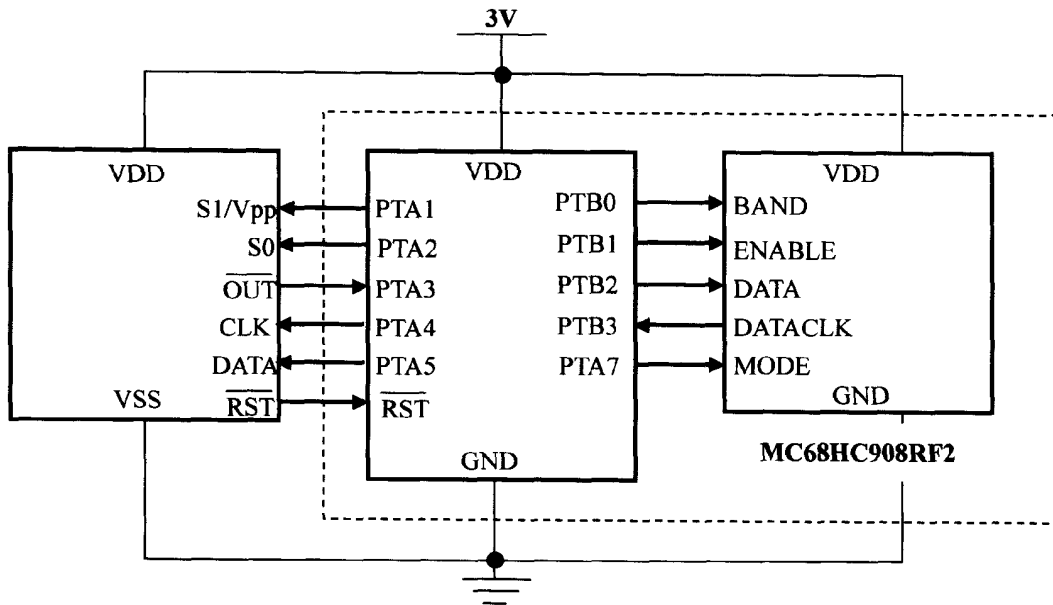 3V
VDD
S1/Vpp
S0
OUT
CLK
DATA
RST
VSS
VDD
PTA1
PTA2
PTA3
PTA4
PTA5
RST
PTB0
PTB1
PTB2
PTB3
PTA7
GND
VDD
BAND
ENABLE
DATA
DATACLK
MODE
GND
MC68HC908RF2